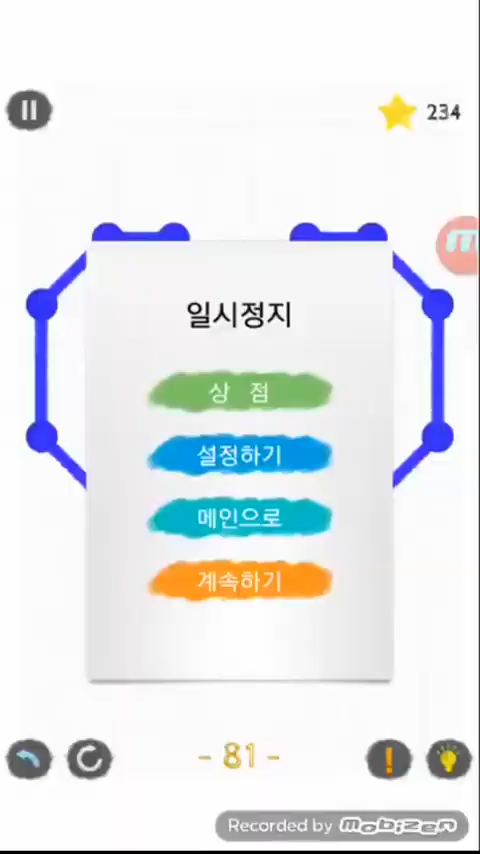 234
일시정지
상 점
설정하기
메인으로
계속하기
- 81 -
Recorded by mobizen